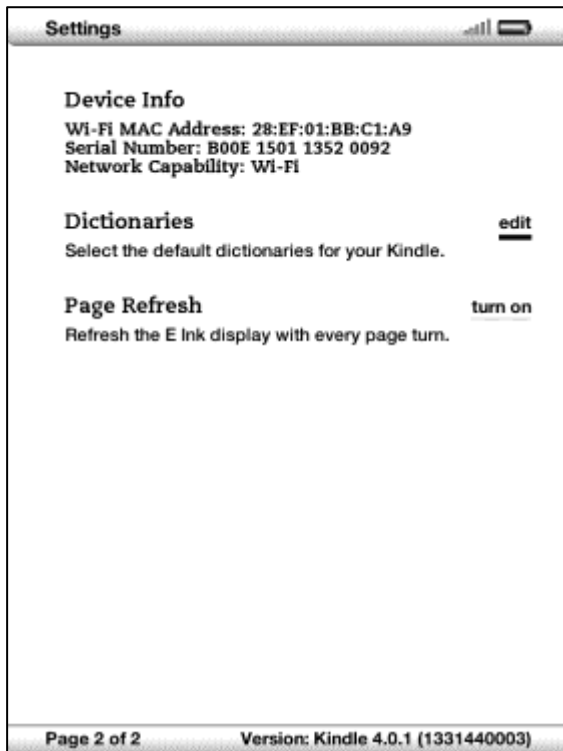 Settings
Device Info
Wi-Fi MAC Address: 28:EF:01:BB:C1:A9
Serial Number: B00E 1501 1352 0092
Network Capability: Wi-Fi
Dictionaries edit
Select the default dictionaries for your Kindle.
Page Refresh turn on
Refresh the E Ink display with every page turn.
Page 2 of 2 Version: Kindle 4.0.1 (1331440003)